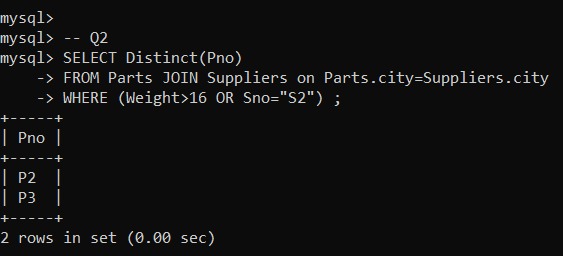 mysql>
mysql> -- Q2
mysql> SELECT Distinct(Pno)
    -> FROM Parts JOIN Suppliers on Parts.city=Suppliers.city
    -> WHERE (Weight>16 OR Sno="S2") ;
+-----+
| Pno |
+-----+
| P2  |
| P3  |
+-----+
2 rows in set (0.00 sec)